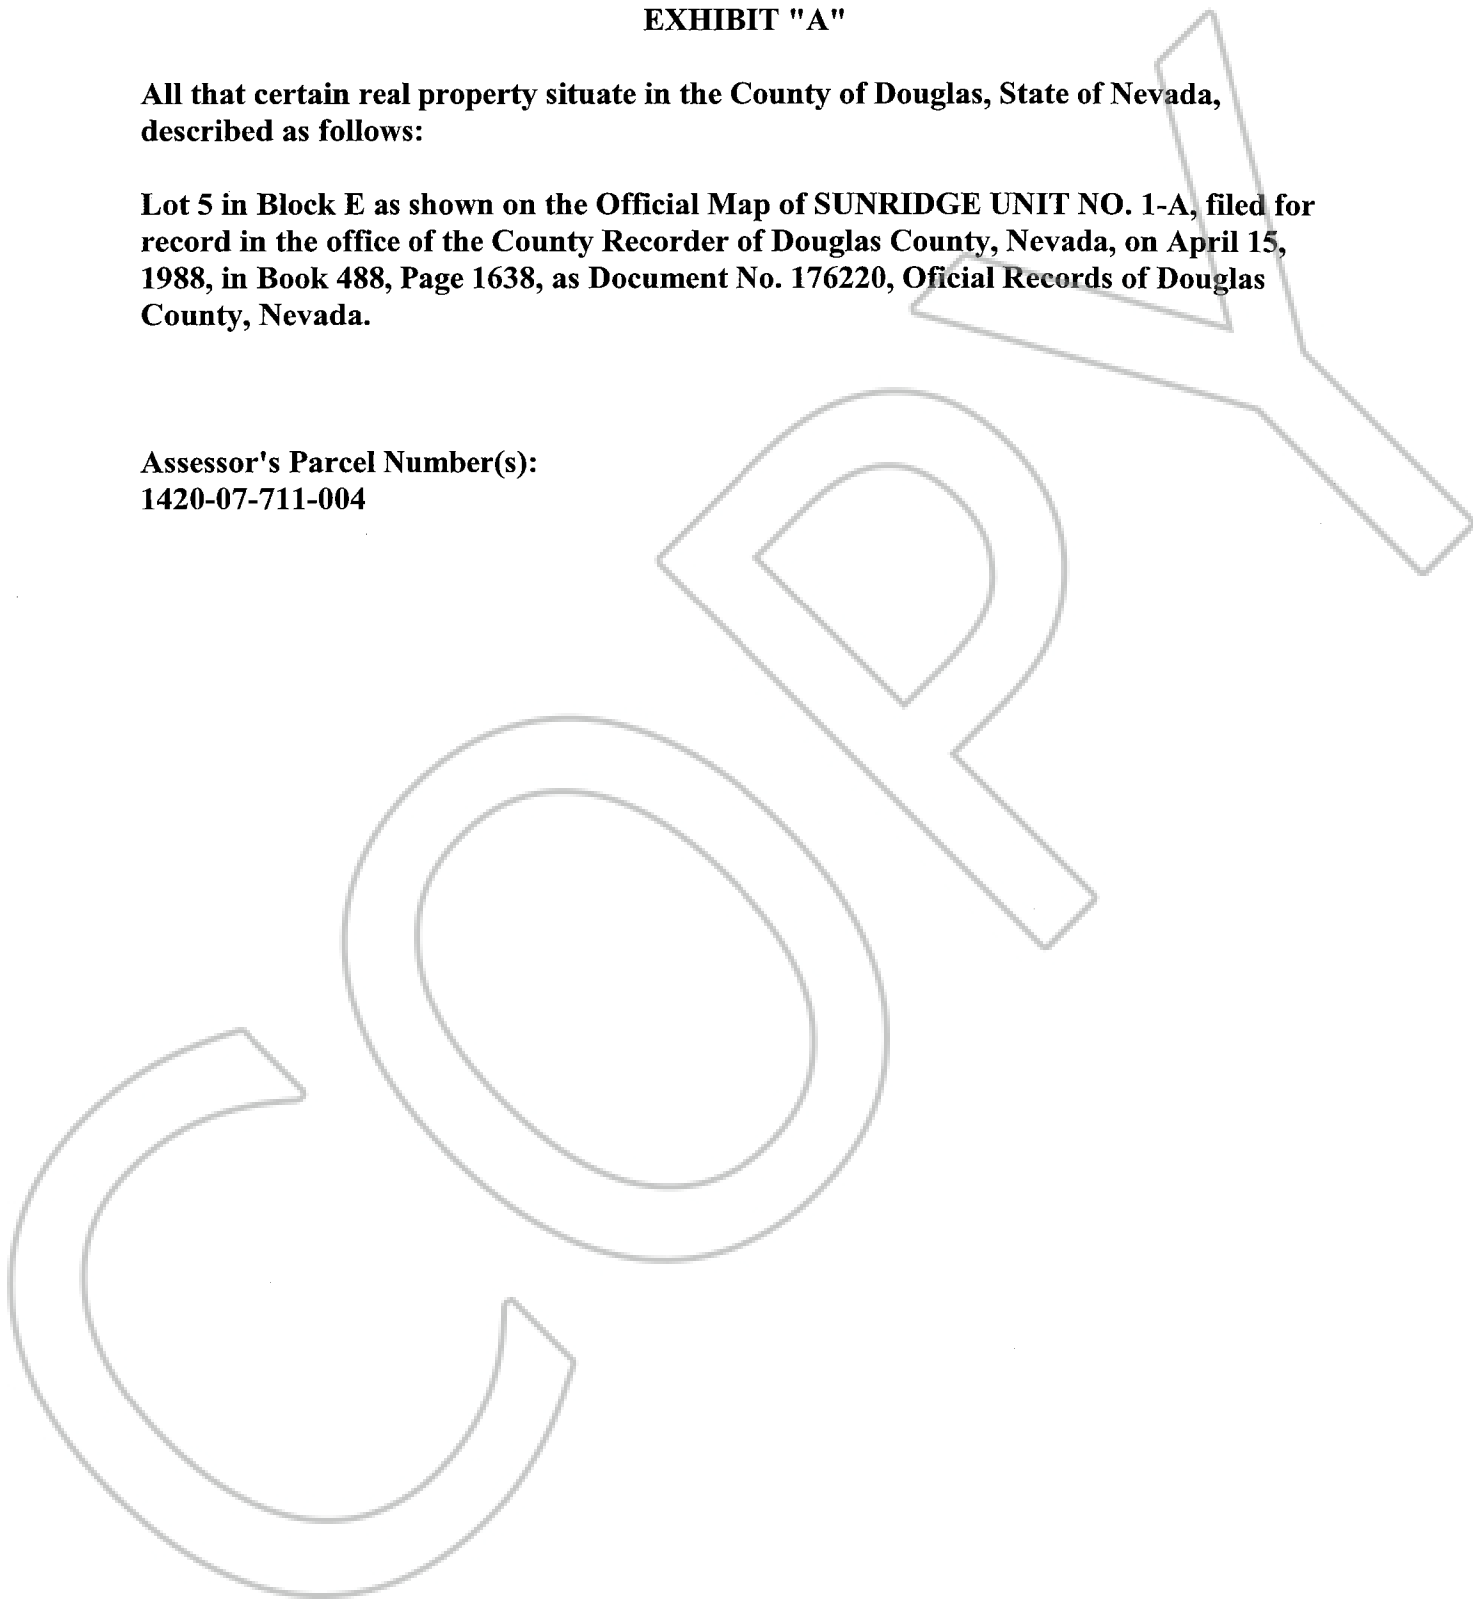 EXHIBIT "A"
All that certain real property situate in the County of Douglas, State of Nevada,
described as follows:
Lot 5 in Block E as shown on the Official Map of SUNRIDGE UNIT NO. 1-A, filed for
record in the office of the County Recorder of Douglas County, Nevada, on April 15,
1988, in Book 488, Page 1638, as Document No. 176220, Oficial Records of Douglas
County, Nevada.
Assessor's Parcel Number(s):
1420-07-711-004
COPY